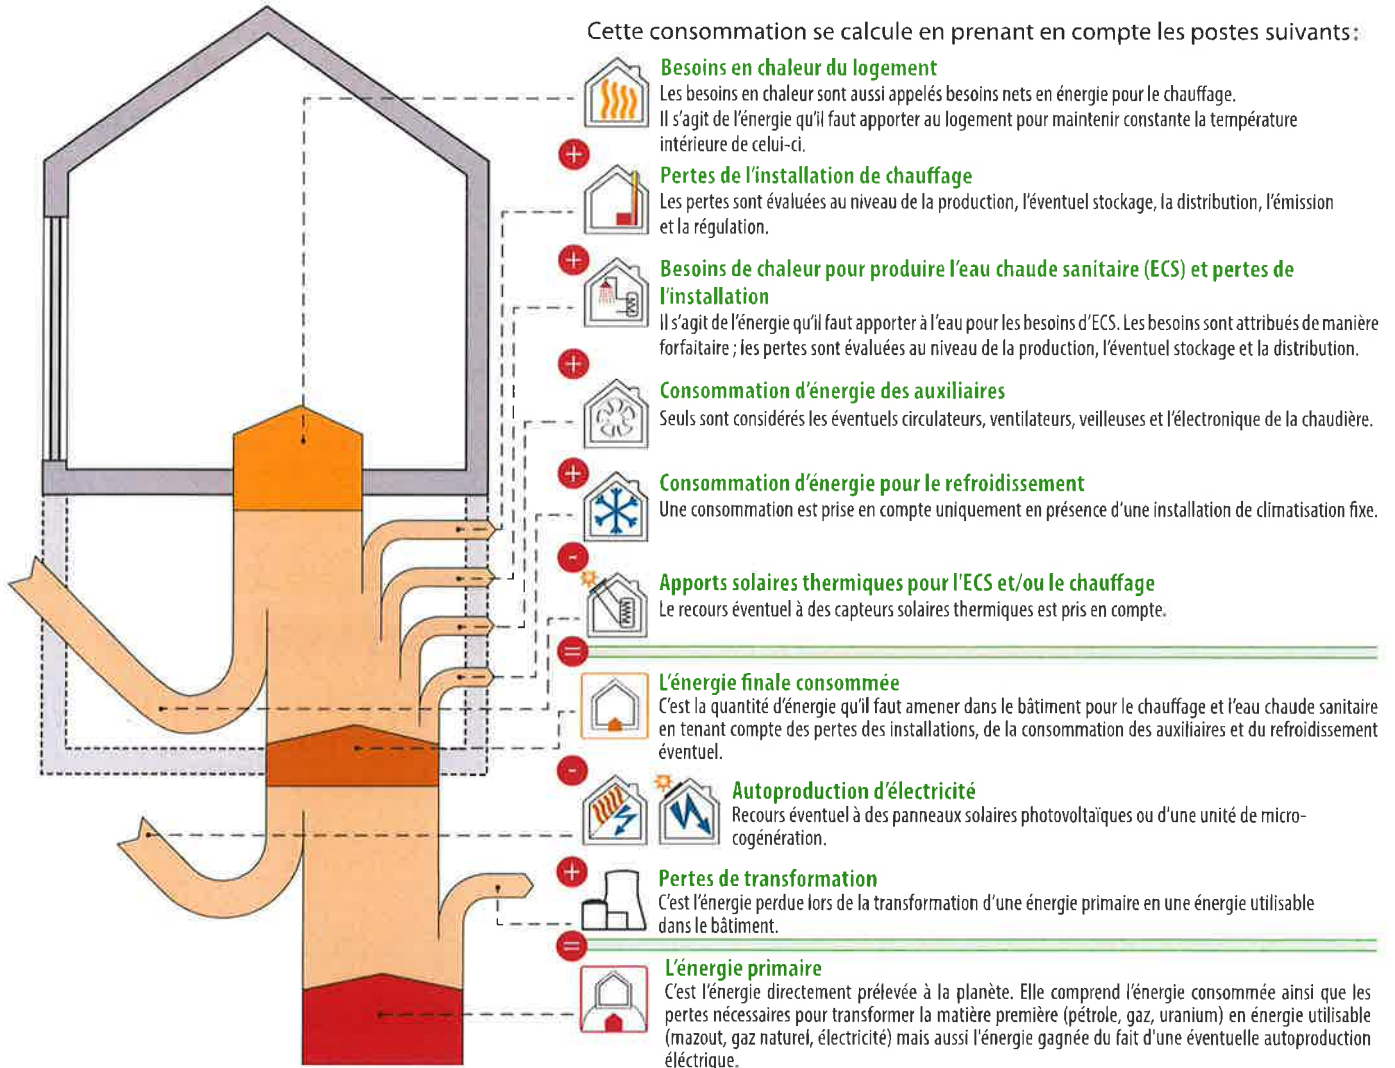 Cette consommation se calcule en prenant en compte les postes suivants:
Besoins en chaleur du logement
Les besoins en chaleur sont aussi appelés besoins nets en énergie pour le chauffage.
Il s'agit de l'énergie qu'il faut apporter au logement pour maintenir constante la température
intérieure de celui-ci.
+
Pertes de l'installation de chauffage
Les pertes sont évaluées au niveau de la production, l'éventuel stockage, la distribution, l'émission
et la régulation.
+
Besoins de chaleur pour produire l'eau chaude sanitaire (ECS) et pertes de
l'installation
Il s'agit de l'énergie qu'il faut apporter à l'eau pour les besoins d'ECS. Les besoins sont attribués de manière
forfaitaire ; les pertes sont évaluées au niveau de la production, l'éventuel stockage et la distribution.
+
Consommation d'énergie des auxiliaires
Seuls sont considérés les éventuels circulateurs, ventilateurs, veilleuses et l'électronique de la chaudière.
+
Consommation d'énergie pour le refroidissement
Une consommation est prise en compte uniquement en présence d'une installation de climatisation fixe.
-
Apports solaires thermiques pour l'ECS et/ou le chauffage
Le recours éventuel à des capteurs solaires thermiques est pris en compte.
=
L'énergie finale consommée
C'est la quantité d'énergie qu'il faut amener dans le bâtiment pour le chauffage et l'eau chaude sanitaire
en tenant compte des pertes des installations, de la consommation des auxiliaires et du refroidissement
éventuel.
-
Autoproduction d'électricité
Recours éventuel à des panneaux solaires photovoltaïques ou d'une unité de micro-
cogénération.
+
Pertes de transformation
C'est l'énergie perdue lors de la transformation d'une énergie primaire en une énergie utilisable
dans le bâtiment.
=
L'énergie primaire
C'est l'énergie directement prélevée à la planète. Elle comprend l'énergie consommée ainsi que les
pertes nécessaires pour transformer la matière première (pétrole, gaz, uranium) en énergie utilisable
(mazout, gaz naturel, électricité) mais aussi l'énergie gagnée du fait d'une éventuelle autoproduction
éléctrique.